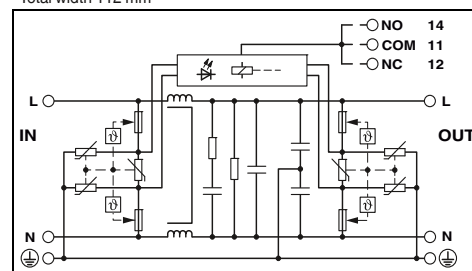 Total width 112 mm
NO 14
COM 11
NC 12
L
L
IN
OUT
ϑ
ϑ
ϑ
ϑ
N
N